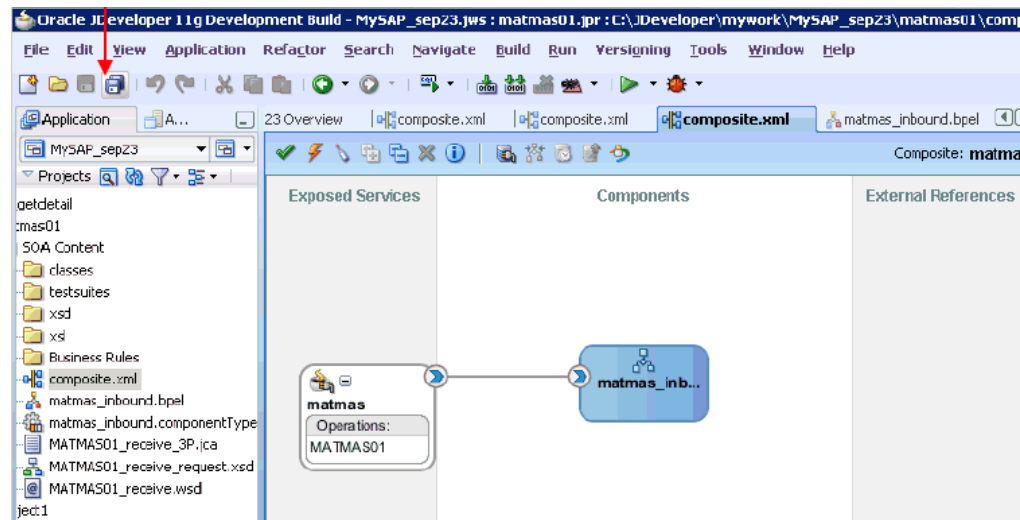 Oracle JDeveloper 11g Development Build - MySAP_sep23.jws : matmas01.jpr : C:\JDeveloper\mywork\MySAP_sep23\matmas01\comp
File Edit View Application Refactor Search Navigate Build Run Versioning Tools Window Help
Application A... 23 Overview composite.xml composite.xml composite.xml matmas_inbound.bpel
MySAP_sep23 Composite: matma
Projects
Exposed Services Components External References
getdetail
tmas01
SOA Content
classes
testsuites
xsd
xsl
Business Rules
composite.xml
matmas_inbound.bpel
matmas_inbound.componentType
MATMAS01_receive_3P.jca
MATMAS01_receive_request.xsd
MATMAS01_receive.wsd
ject1
matmas
Operations:
MATMAS01
matmas_inb...